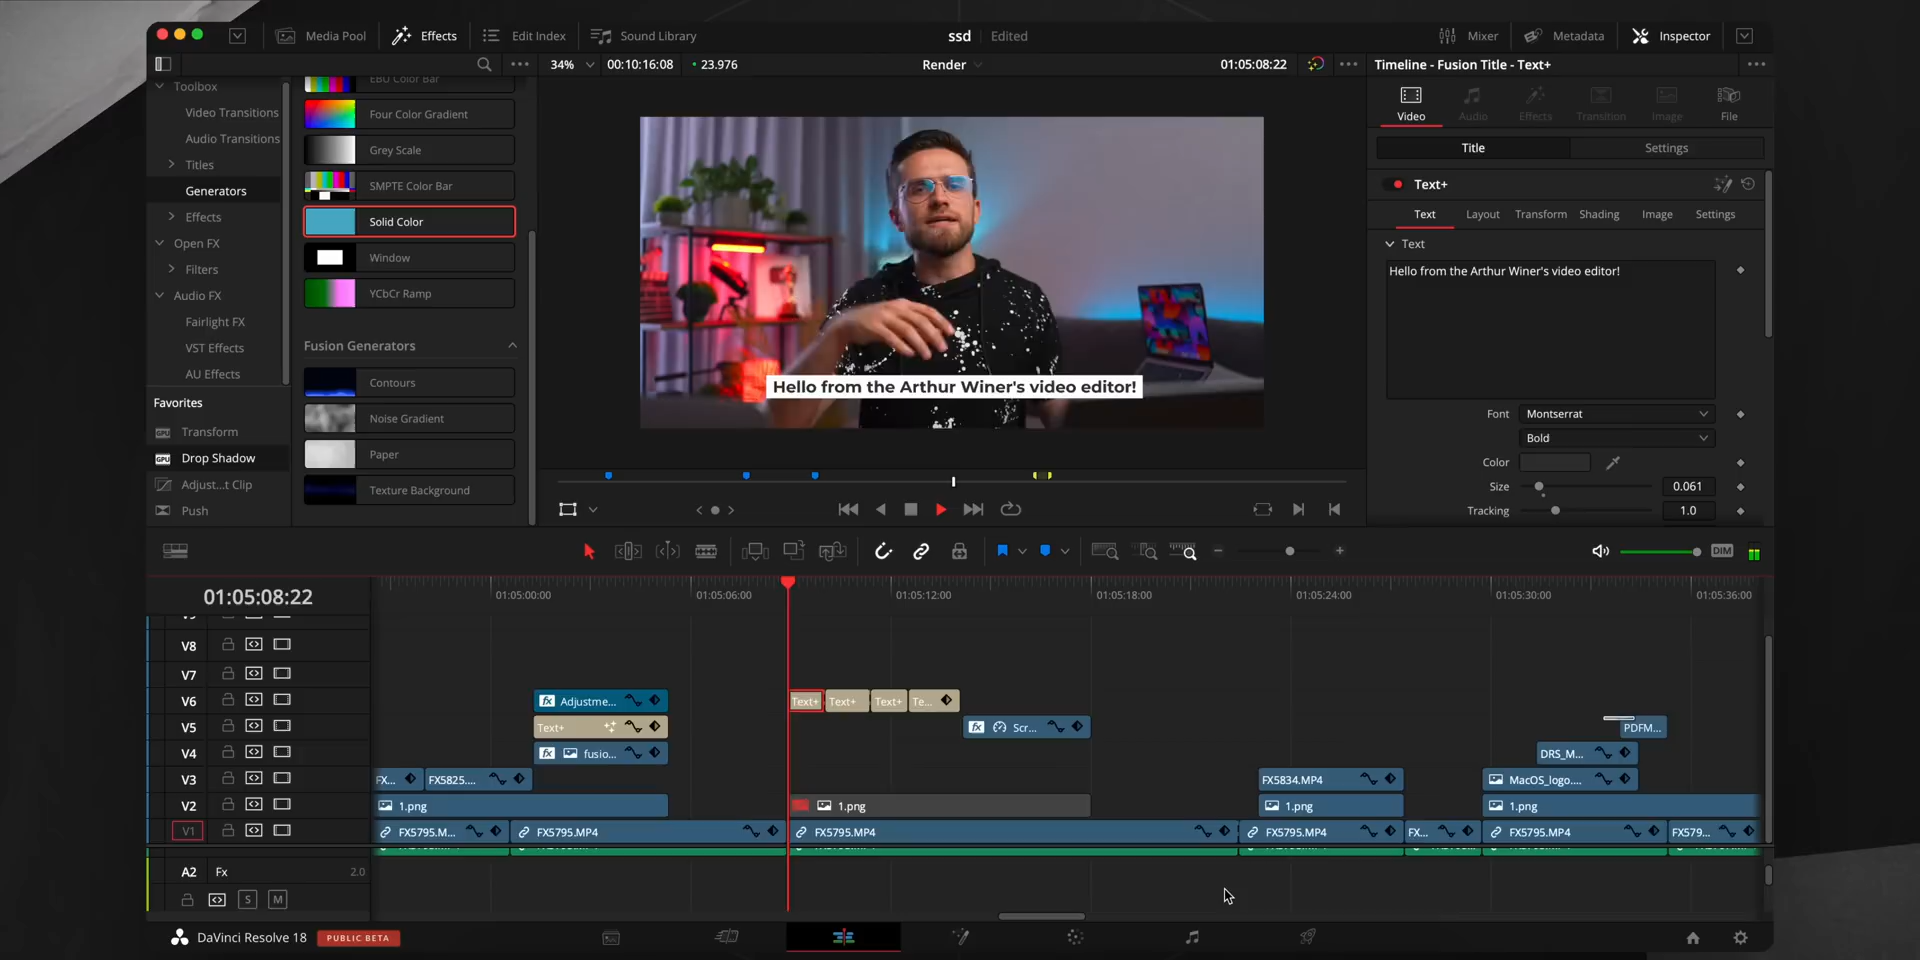 Media Pool
Effects
Edit Index
Sound Library
ssd
Edited
Mixer
Metadata
Inspector
34%
00:10:16:08
23.976
Render
01:05:08:22
Timeline - Fusion Title - Text+
Toolbox
Video Transitions
Audio Transitions
Titles
Generators
Effects
Open FX
Filters
Audio FX
Fairlight FX
VST Effects
AU Effects
Favorites
Transform
Drop Shadow
Adjust...t Clip
Push
EBU Color Bar
Four Color Gradient
Grey Scale
SMPTE Color Bar
Solid Color
Window
YCbCr Ramp
Fusion Generators
Contours
Noise Gradient
Paper
Texture Background
Hello from the Arthur Winer's video editor!
Video
Audio
Effects
Transition
Image
File
Title
Settings
Text+
Text
Layout
Transform
Shading
Image
Settings
Text
Hello from the Arthur Winer's video editor!
Font
Montserrat
Bold
Color
Size
0.061
Tracking
1.0
DIM
01:05:08:22
01:05:00:00
01:05:06:00
01:05:12:00
01:05:18:00
01:05:24:00
01:05:30:00
01:05:36:00
V8
V7
V6
Adjustme...
Text+
Text+
Text+
Te...
V5
Text+
Scr...
PDFM...
V4
fusio...
DRS_M...
V3
FX...
FX5825....
FX5834.MP4
MacOS_logo....
V2
1.png
1.png
1.png
1.png
V1
FX5795.M...
FX5795.MP4
FX5795.MP4
FX5795.MP4
FX...
FX5795.MP4
FX579...
A2
Fx
2.0
S
M
DaVinci Resolve 18
PUBLIC BETA